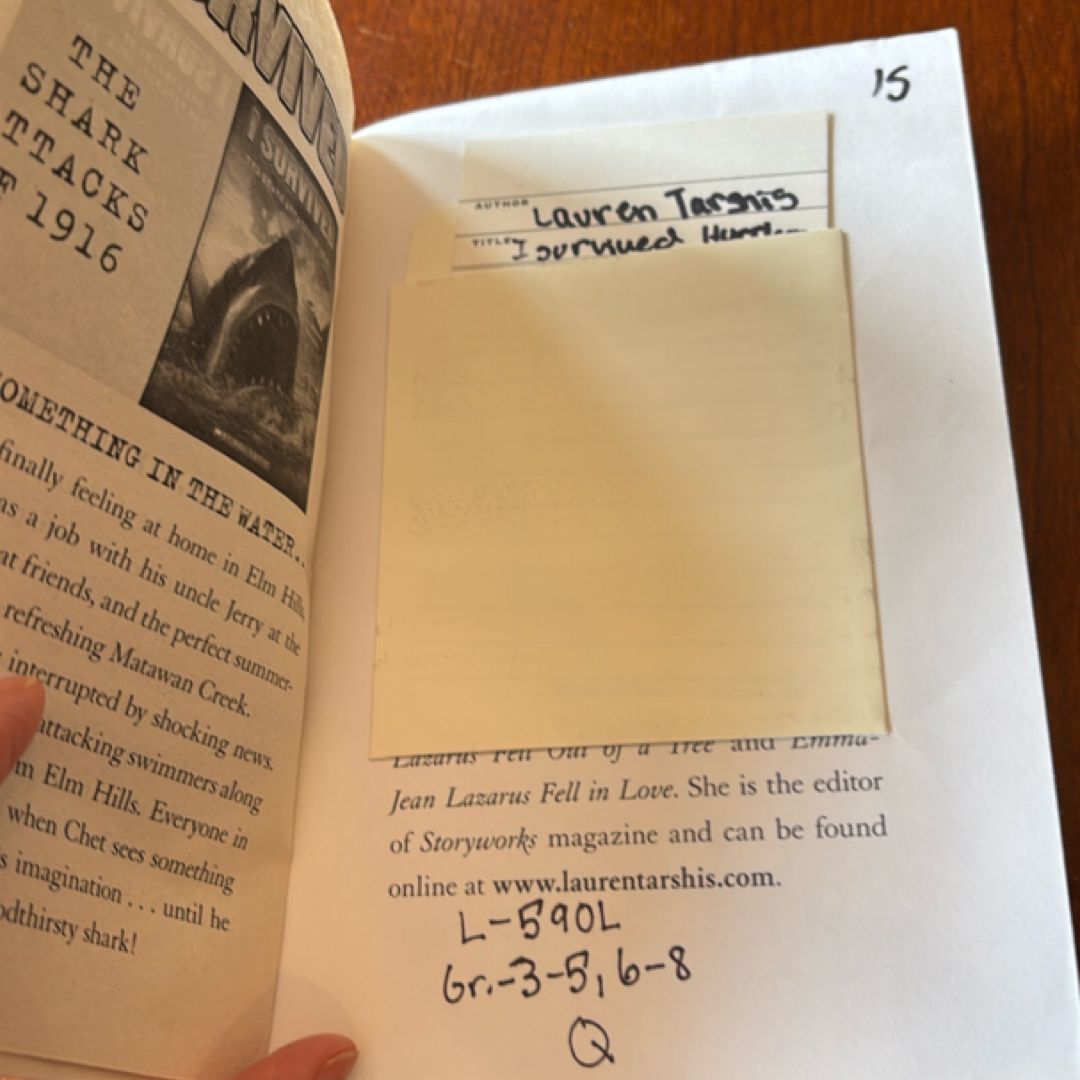 THE
SHARK
TTACKS
F 1916
I SURVIVED
OMETHING IN THE WATER..
finally feeling at home in Elm Hills
as a job with his uncle Jerry at the
at friends, and the perfect summer-
refreshing Matawan Creek.
interrupted by shocking news.
attacking swimmers along
m Elm Hills. Everyone in
when Chet sees something
s imagination . . . until he
odthirsty shark!
15
AUTHOR Lauren Tarshis
TITLE I survived
Lazarus Fell Out of a Tree and Emma-
Jean Lazarus Fell in Love. She is the editor
of Storyworks magazine and can be found
online at www.laurentarshis.com.
L-590L
Gr.-3-5, 6-8
Q